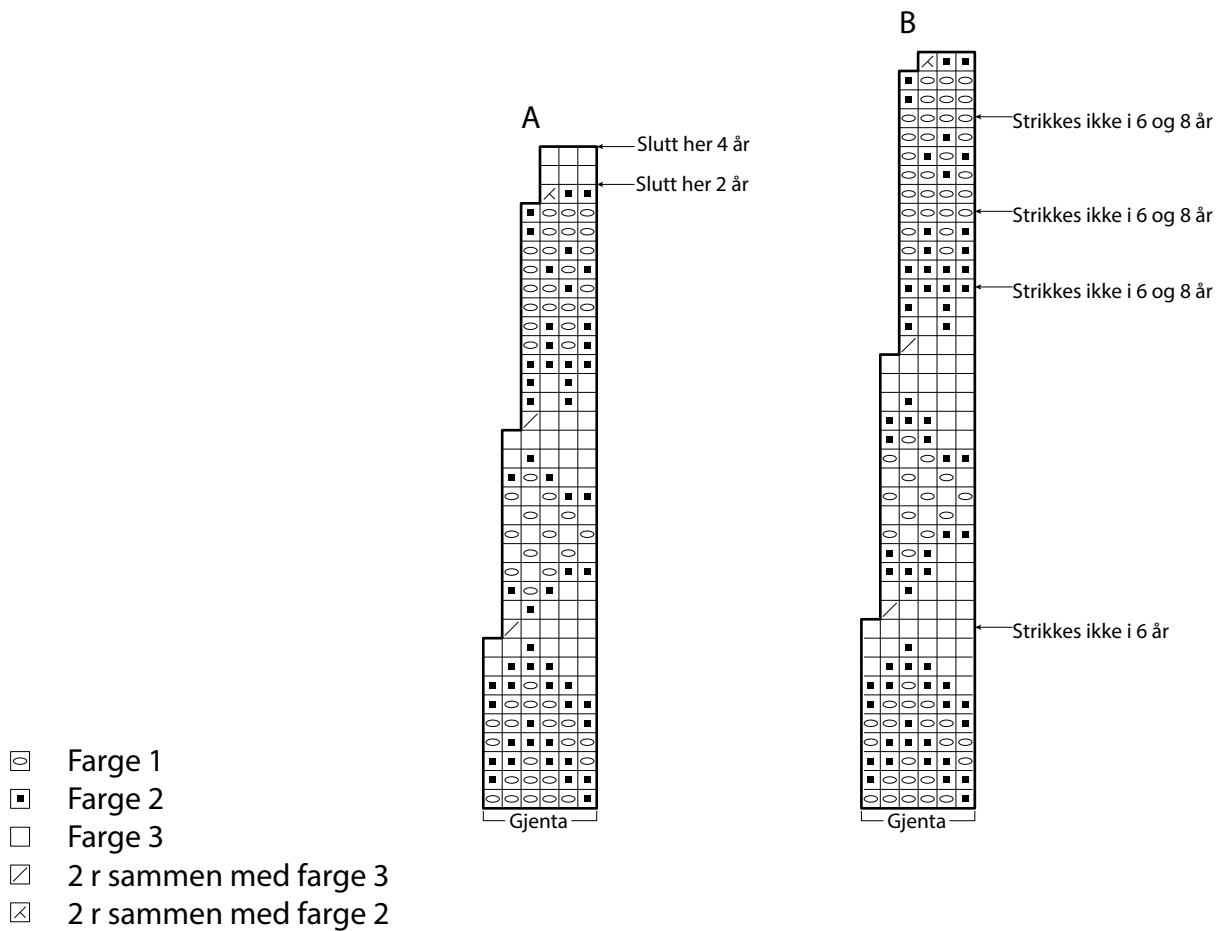 B
A
Slutt her 4 år
Slutt her 2 år
Strikkes ikke i 6 og 8 år
Strikkes ikke i 6 og 8 år
Strikkes ikke i 6 og 8 år
Strikkes ikke i 6 år
Gjenta
Gjenta
Farge 1
Farge 2
Farge 3
2 r sammen med farge 3
2 r sammen med farge 2